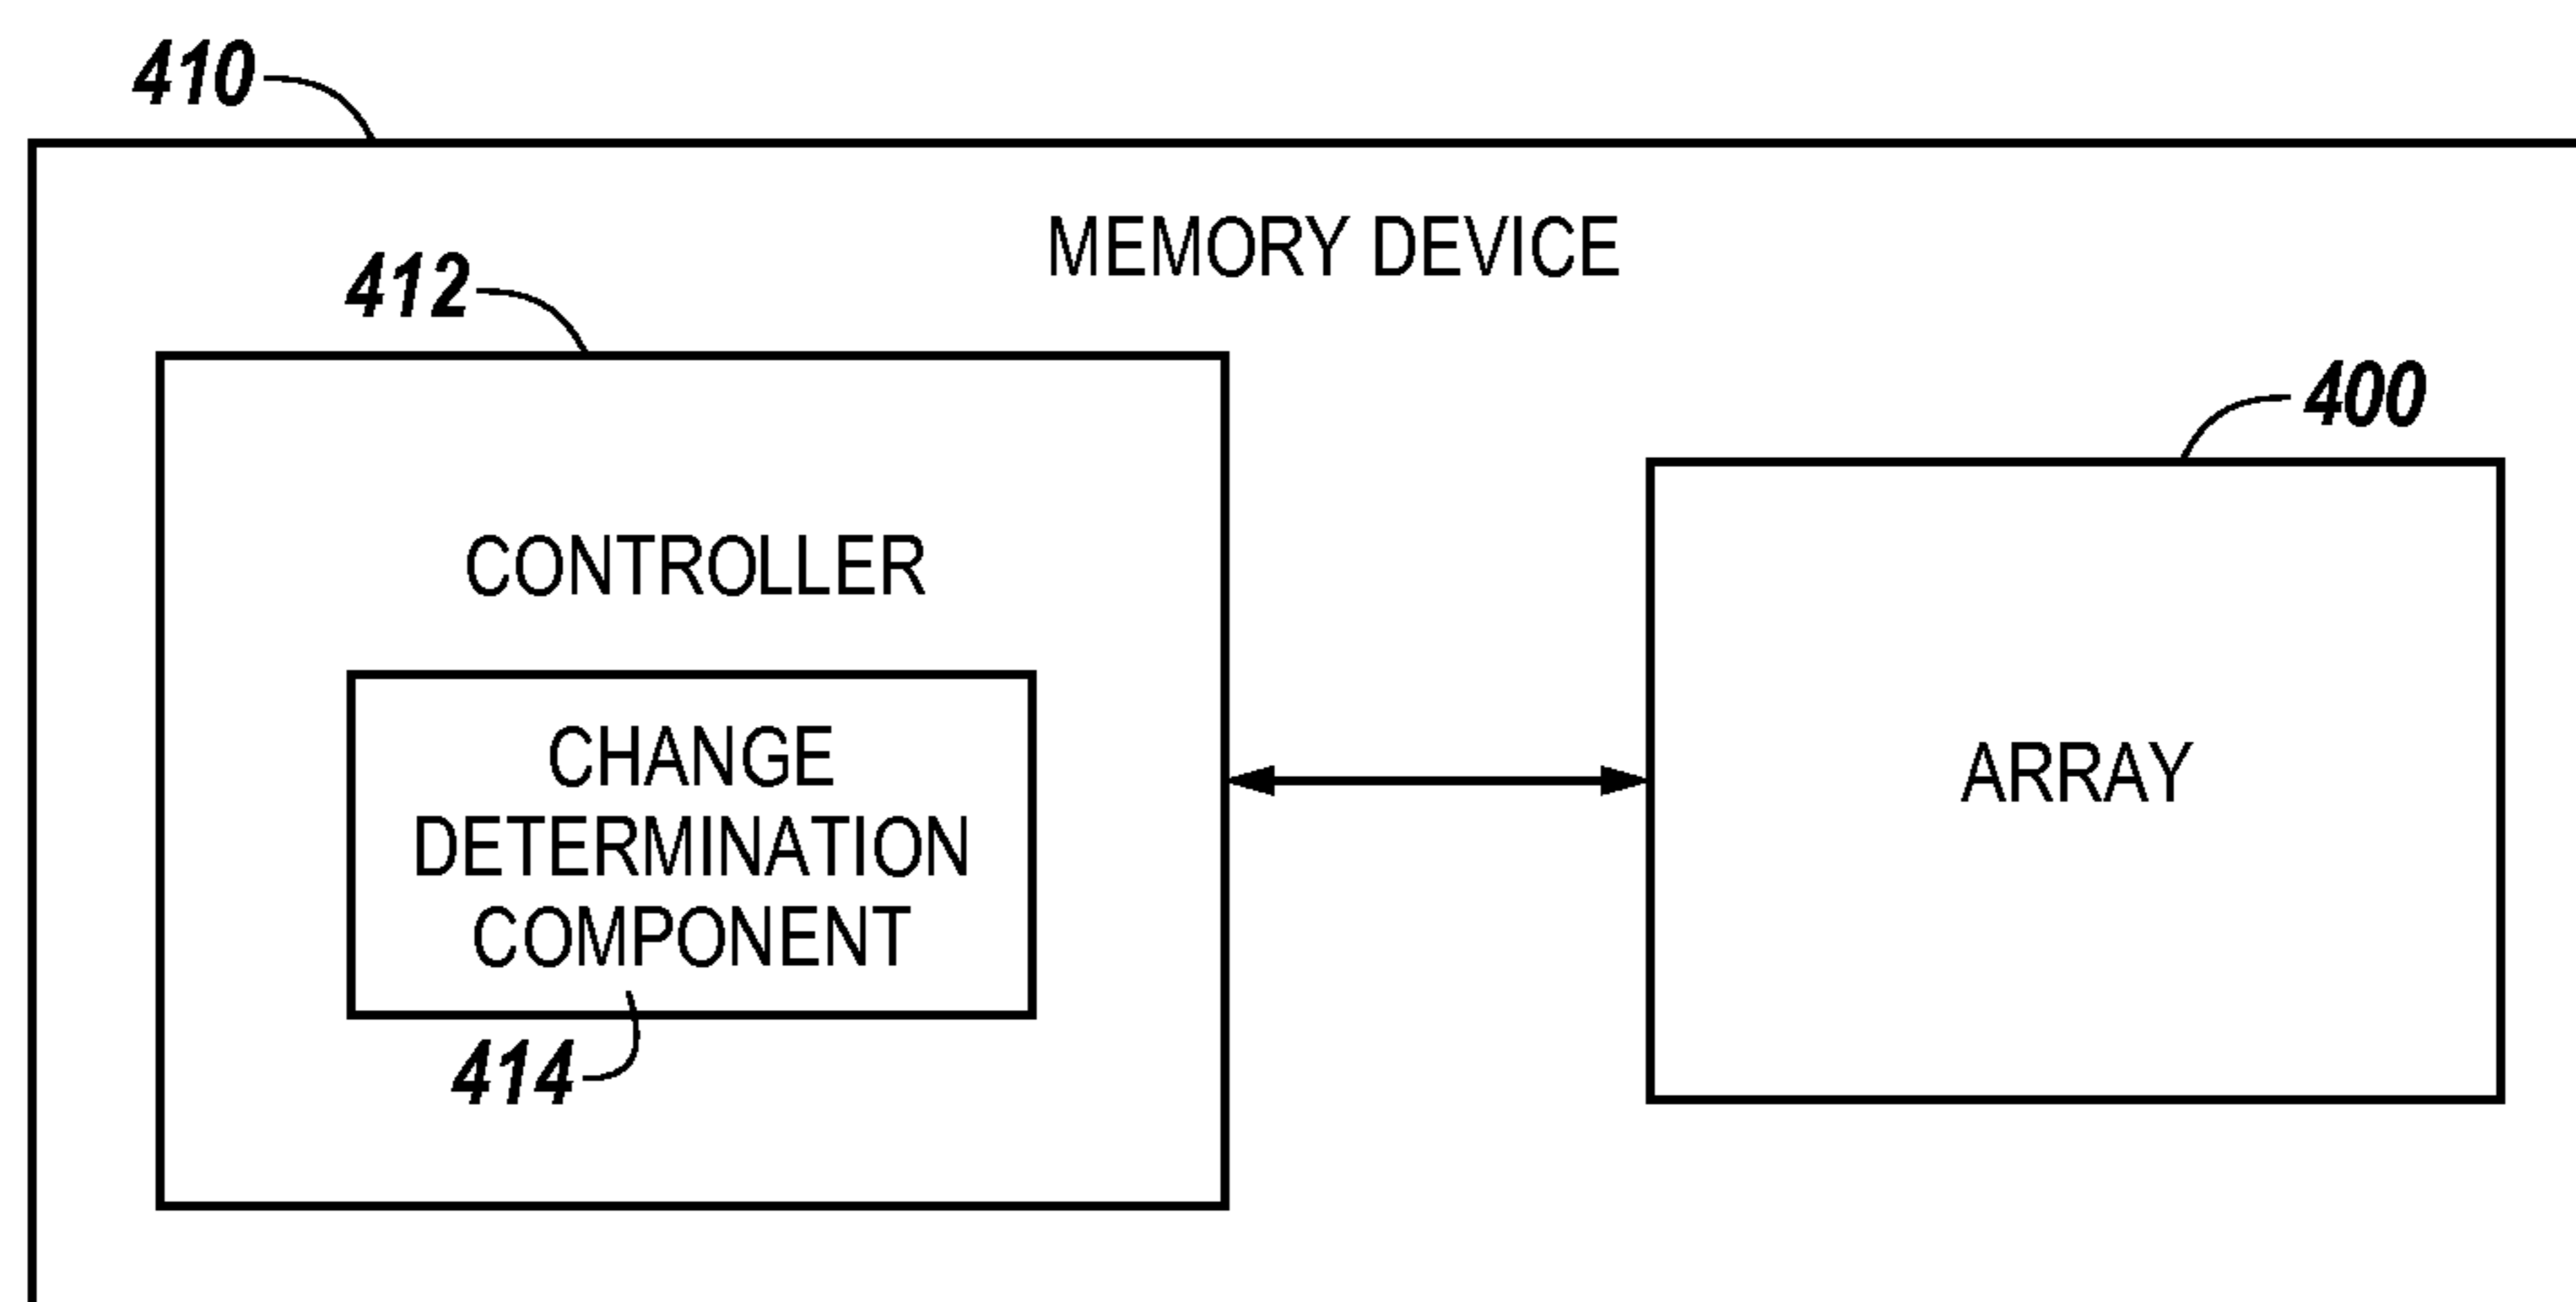 410
MEMORY DEVICE
412
400
CONTROLLER
ARRAY
CHANGE
DETERMINATION
COMPONENT
414